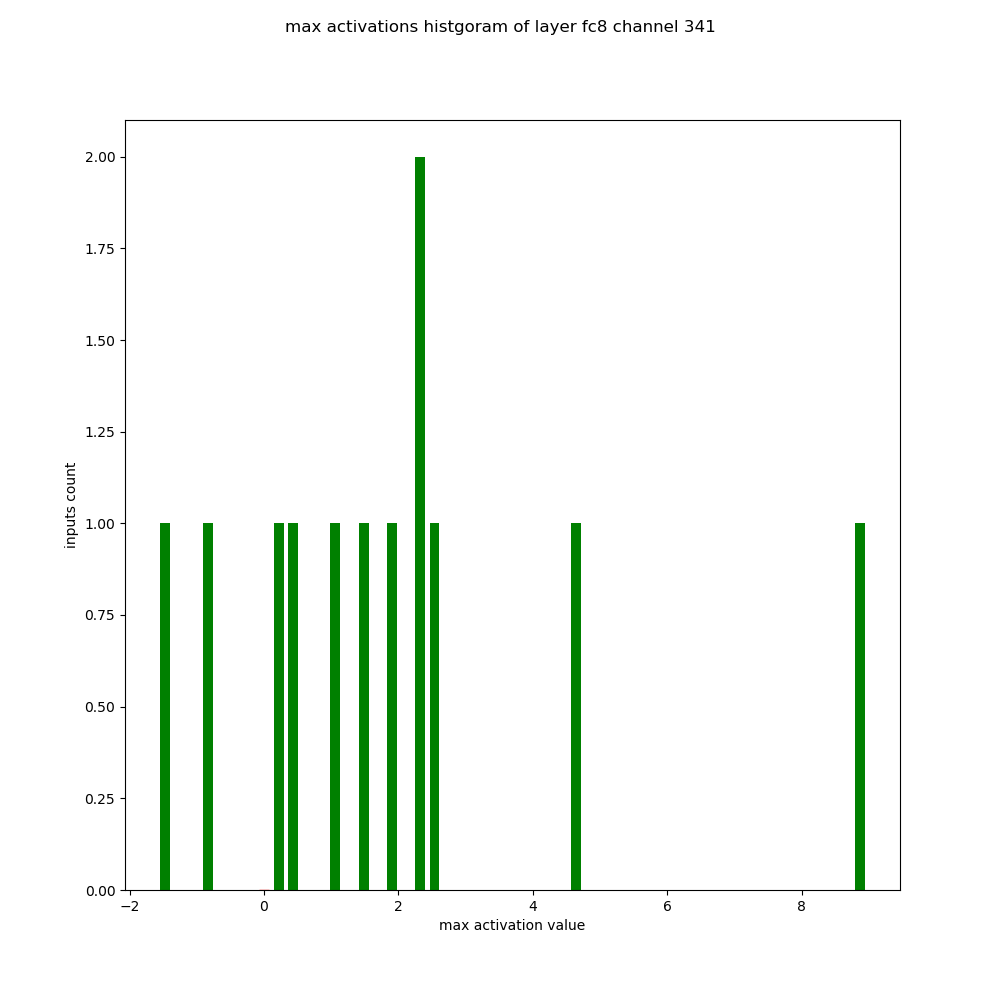 max activations histgoram of layer fc8 channel 341
2.00
1.75
1.50
1.25
1.00
0.75
0.50
0.25
0.00
inputs count
−2 0 2 4 6 8
max activation value